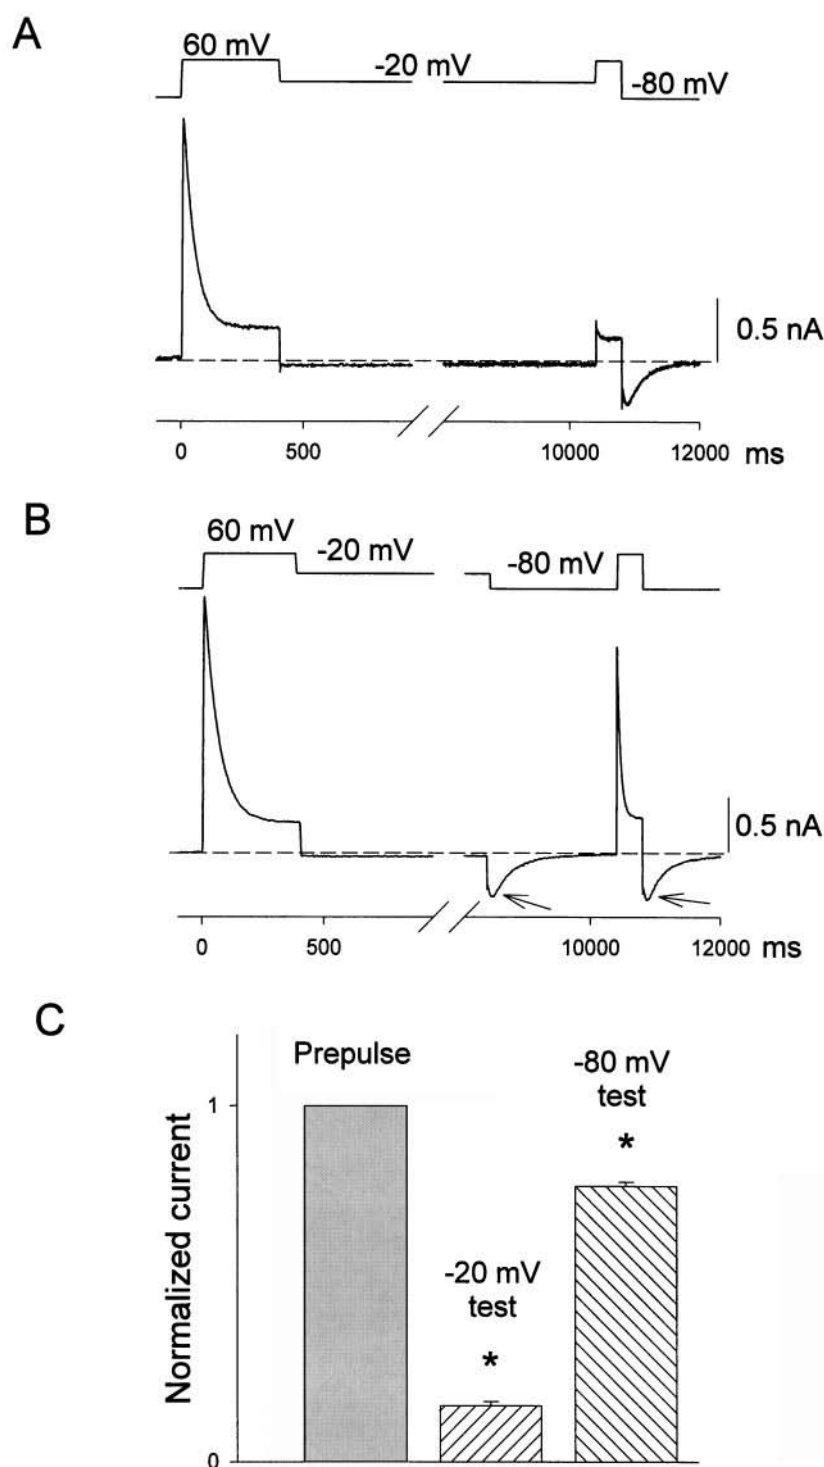 A
60 mV
-20 mV
-80 mV
0.5 nA
0 500 10000 12000 ms
B
60 mV
-20 mV
-80 mV
0.5 nA
0 500 10000 12000 ms
C
Normalized current
1
0
Prepulse
-20 mV
test
*
-80 mV
test
*